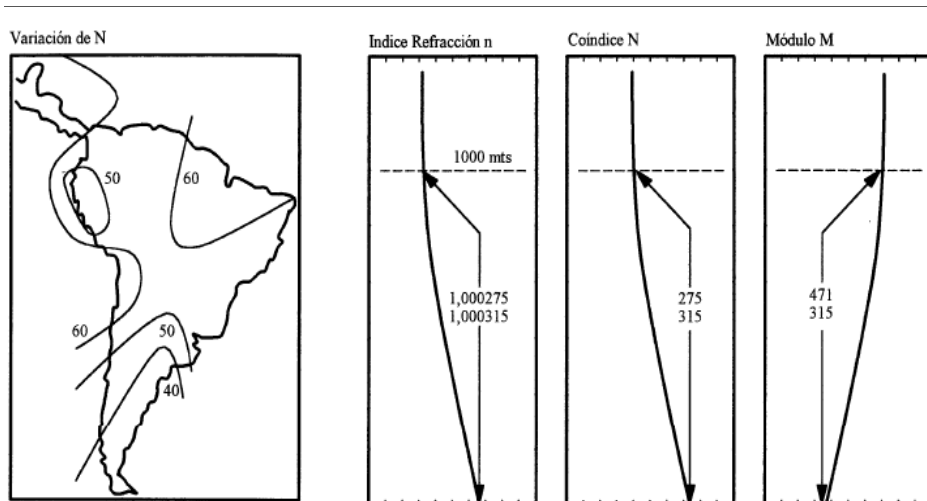 Variación de N
50
60
60
50
40
Indice Refracción n
1000 mts
1,000275
1,000315
Coíndice N
275
315
Módulo M
471
315